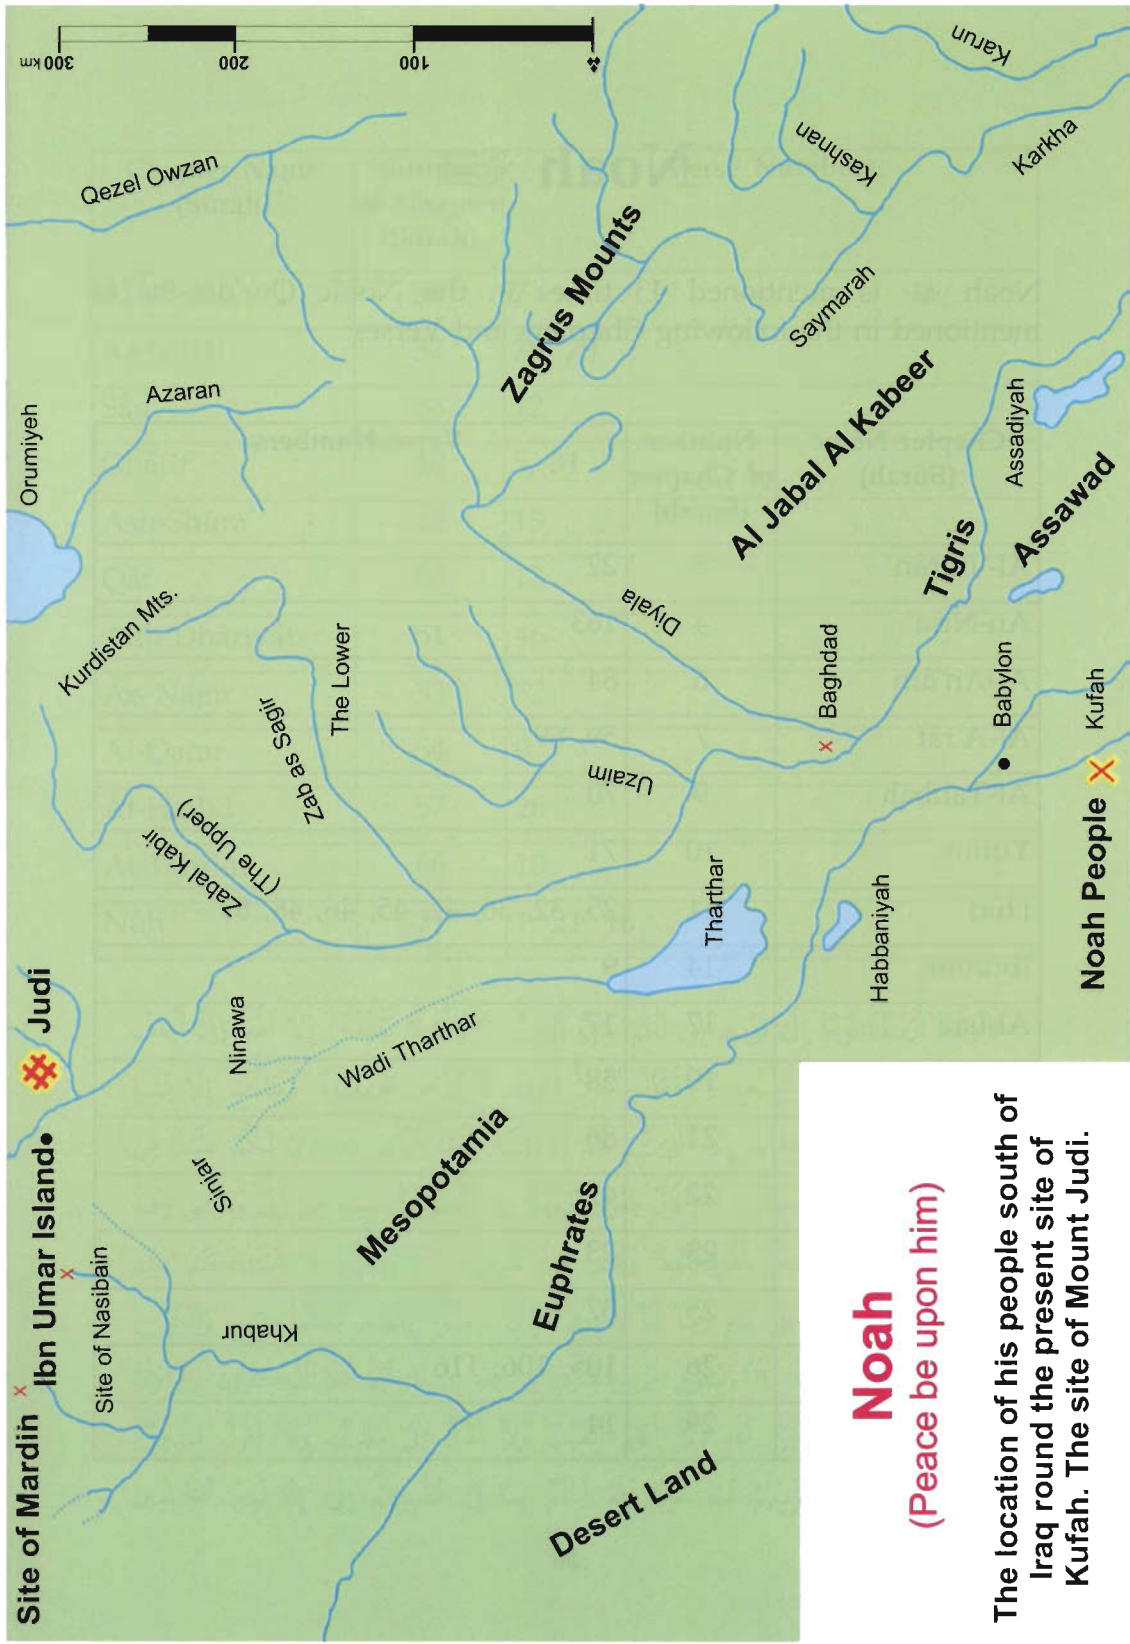 Site of Mardin
Ibn Umar Island
Judi
Orumiyeh
300 km
200
100
Site of Nasibain
Kurdistan Mts.
Qezel Owzan
Azaran
Sinjar
Ninawa
Zabal Kabir
(The Upper)
Khabur
Zab as Sagir
The Lower
Wadi Tharthar
Mesopotamia
Zagrus Mounts
Euphrates
Desert Land
Uzaim
Diyala
Tharthar
Al Jabal Al Kabeer
Saymarah
Kashnan
Baghdad
Habbaniyah
Tigris
Karun
Karkha
Assadiyah
Babylon
Assawad
Kufah
Noah People
Noah
(Peace be upon him)
The location of his people south of
Iraq round the present site of
Kufah. The site of Mount Judi.